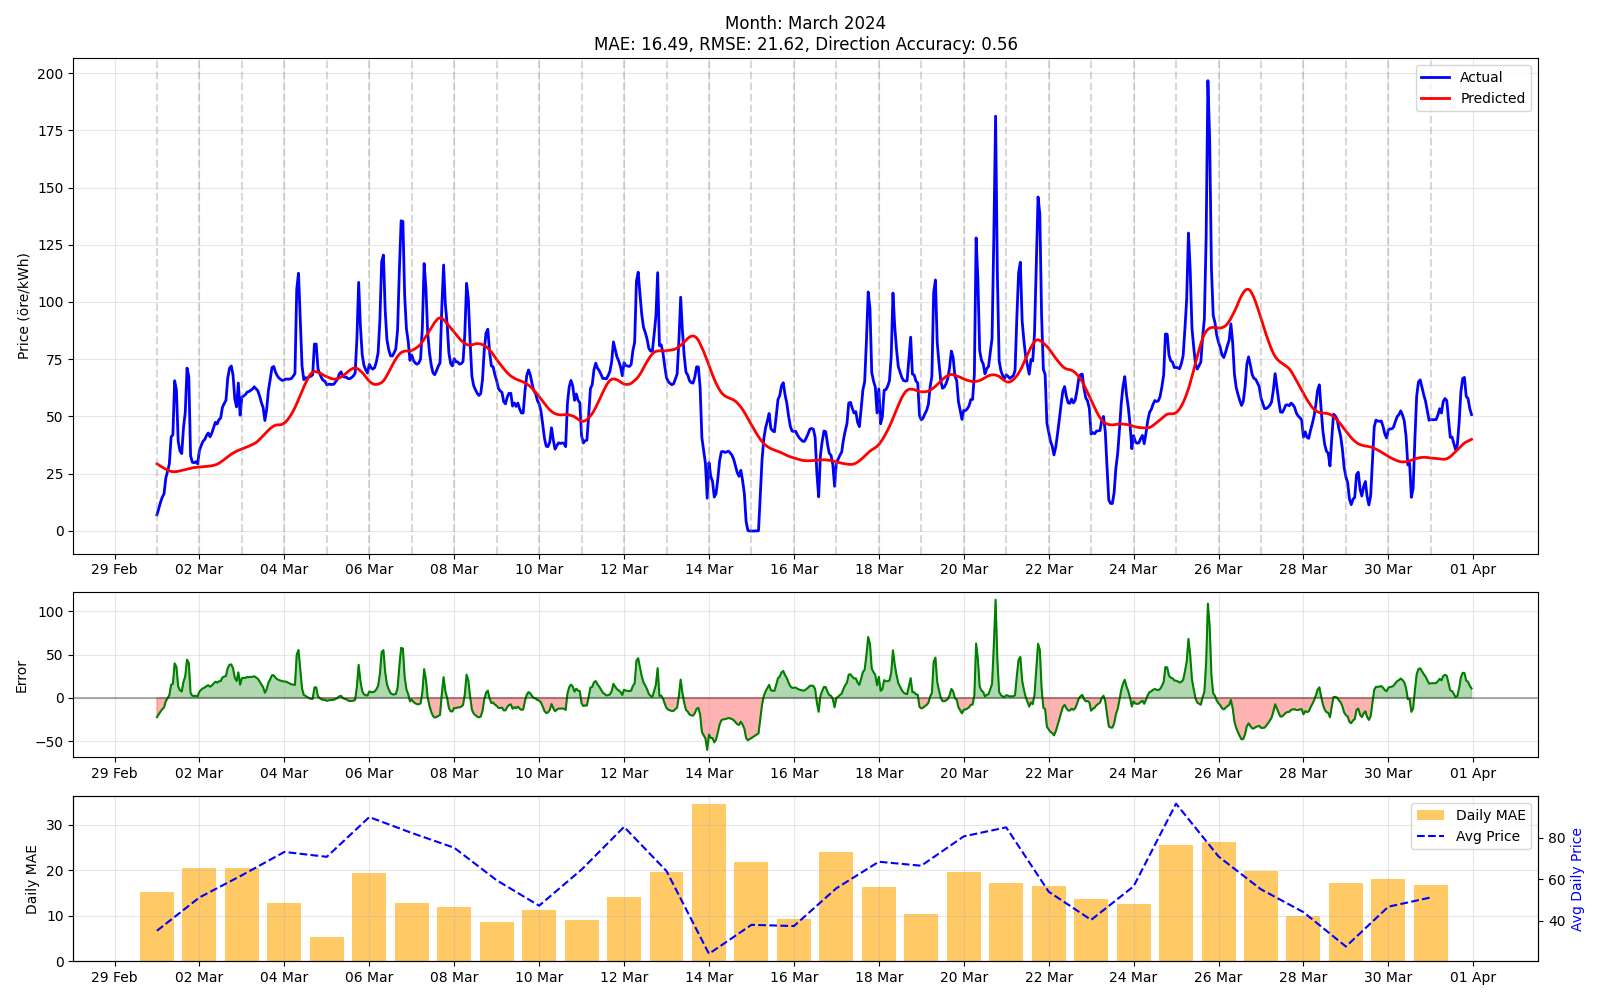 Month: March 2024
MAE: 16.49, RMSE: 21.62, Direction Accuracy: 0.56
Price (öre/kWh)
200
175
150
125
100
75
50
25
0
Actual
Predicted
29 Feb 02 Mar 04 Mar 06 Mar 08 Mar 10 Mar 12 Mar 14 Mar 16 Mar 18 Mar 20 Mar 22 Mar 24 Mar 26 Mar 28 Mar 30 Mar 01 Apr
Error
100
50
0
−50
29 Feb 02 Mar 04 Mar 06 Mar 08 Mar 10 Mar 12 Mar 14 Mar 16 Mar 18 Mar 20 Mar 22 Mar 24 Mar 26 Mar 28 Mar 30 Mar 01 Apr
Daily MAE
30
20
10
0
Daily MAE
Avg Price
80
60
40
Avg Daily Price
29 Feb 02 Mar 04 Mar 06 Mar 08 Mar 10 Mar 12 Mar 14 Mar 16 Mar 18 Mar 20 Mar 22 Mar 24 Mar 26 Mar 28 Mar 30 Mar 01 Apr